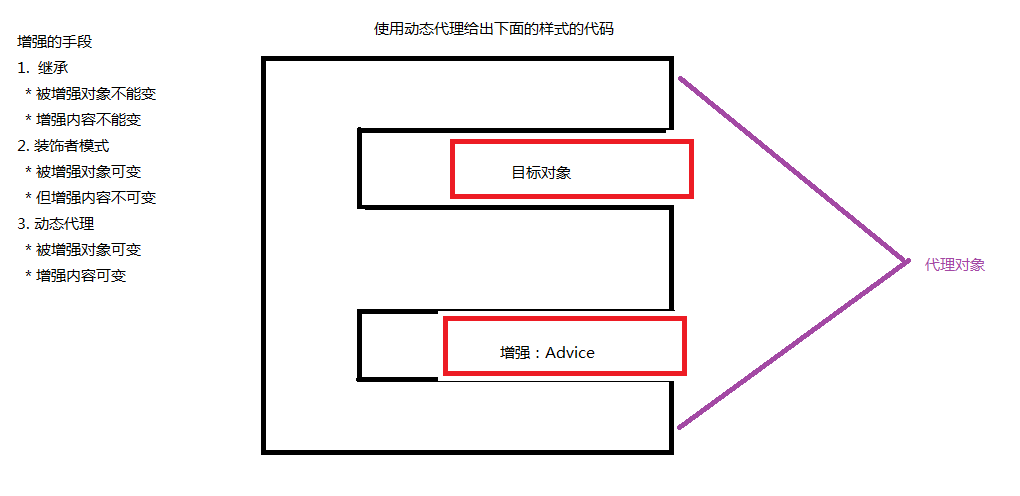 使用动态代理给出下面的样式的代码
增强的手段
1. 继承
* 被增强对象不能变
* 增强内容不能变
2. 装饰者模式
* 被增强对象可变
* 但增强内容不可变
3. 动态代理
* 被增强对象可变
* 增强内容可变
目标对象
增强：Advice
代理对象